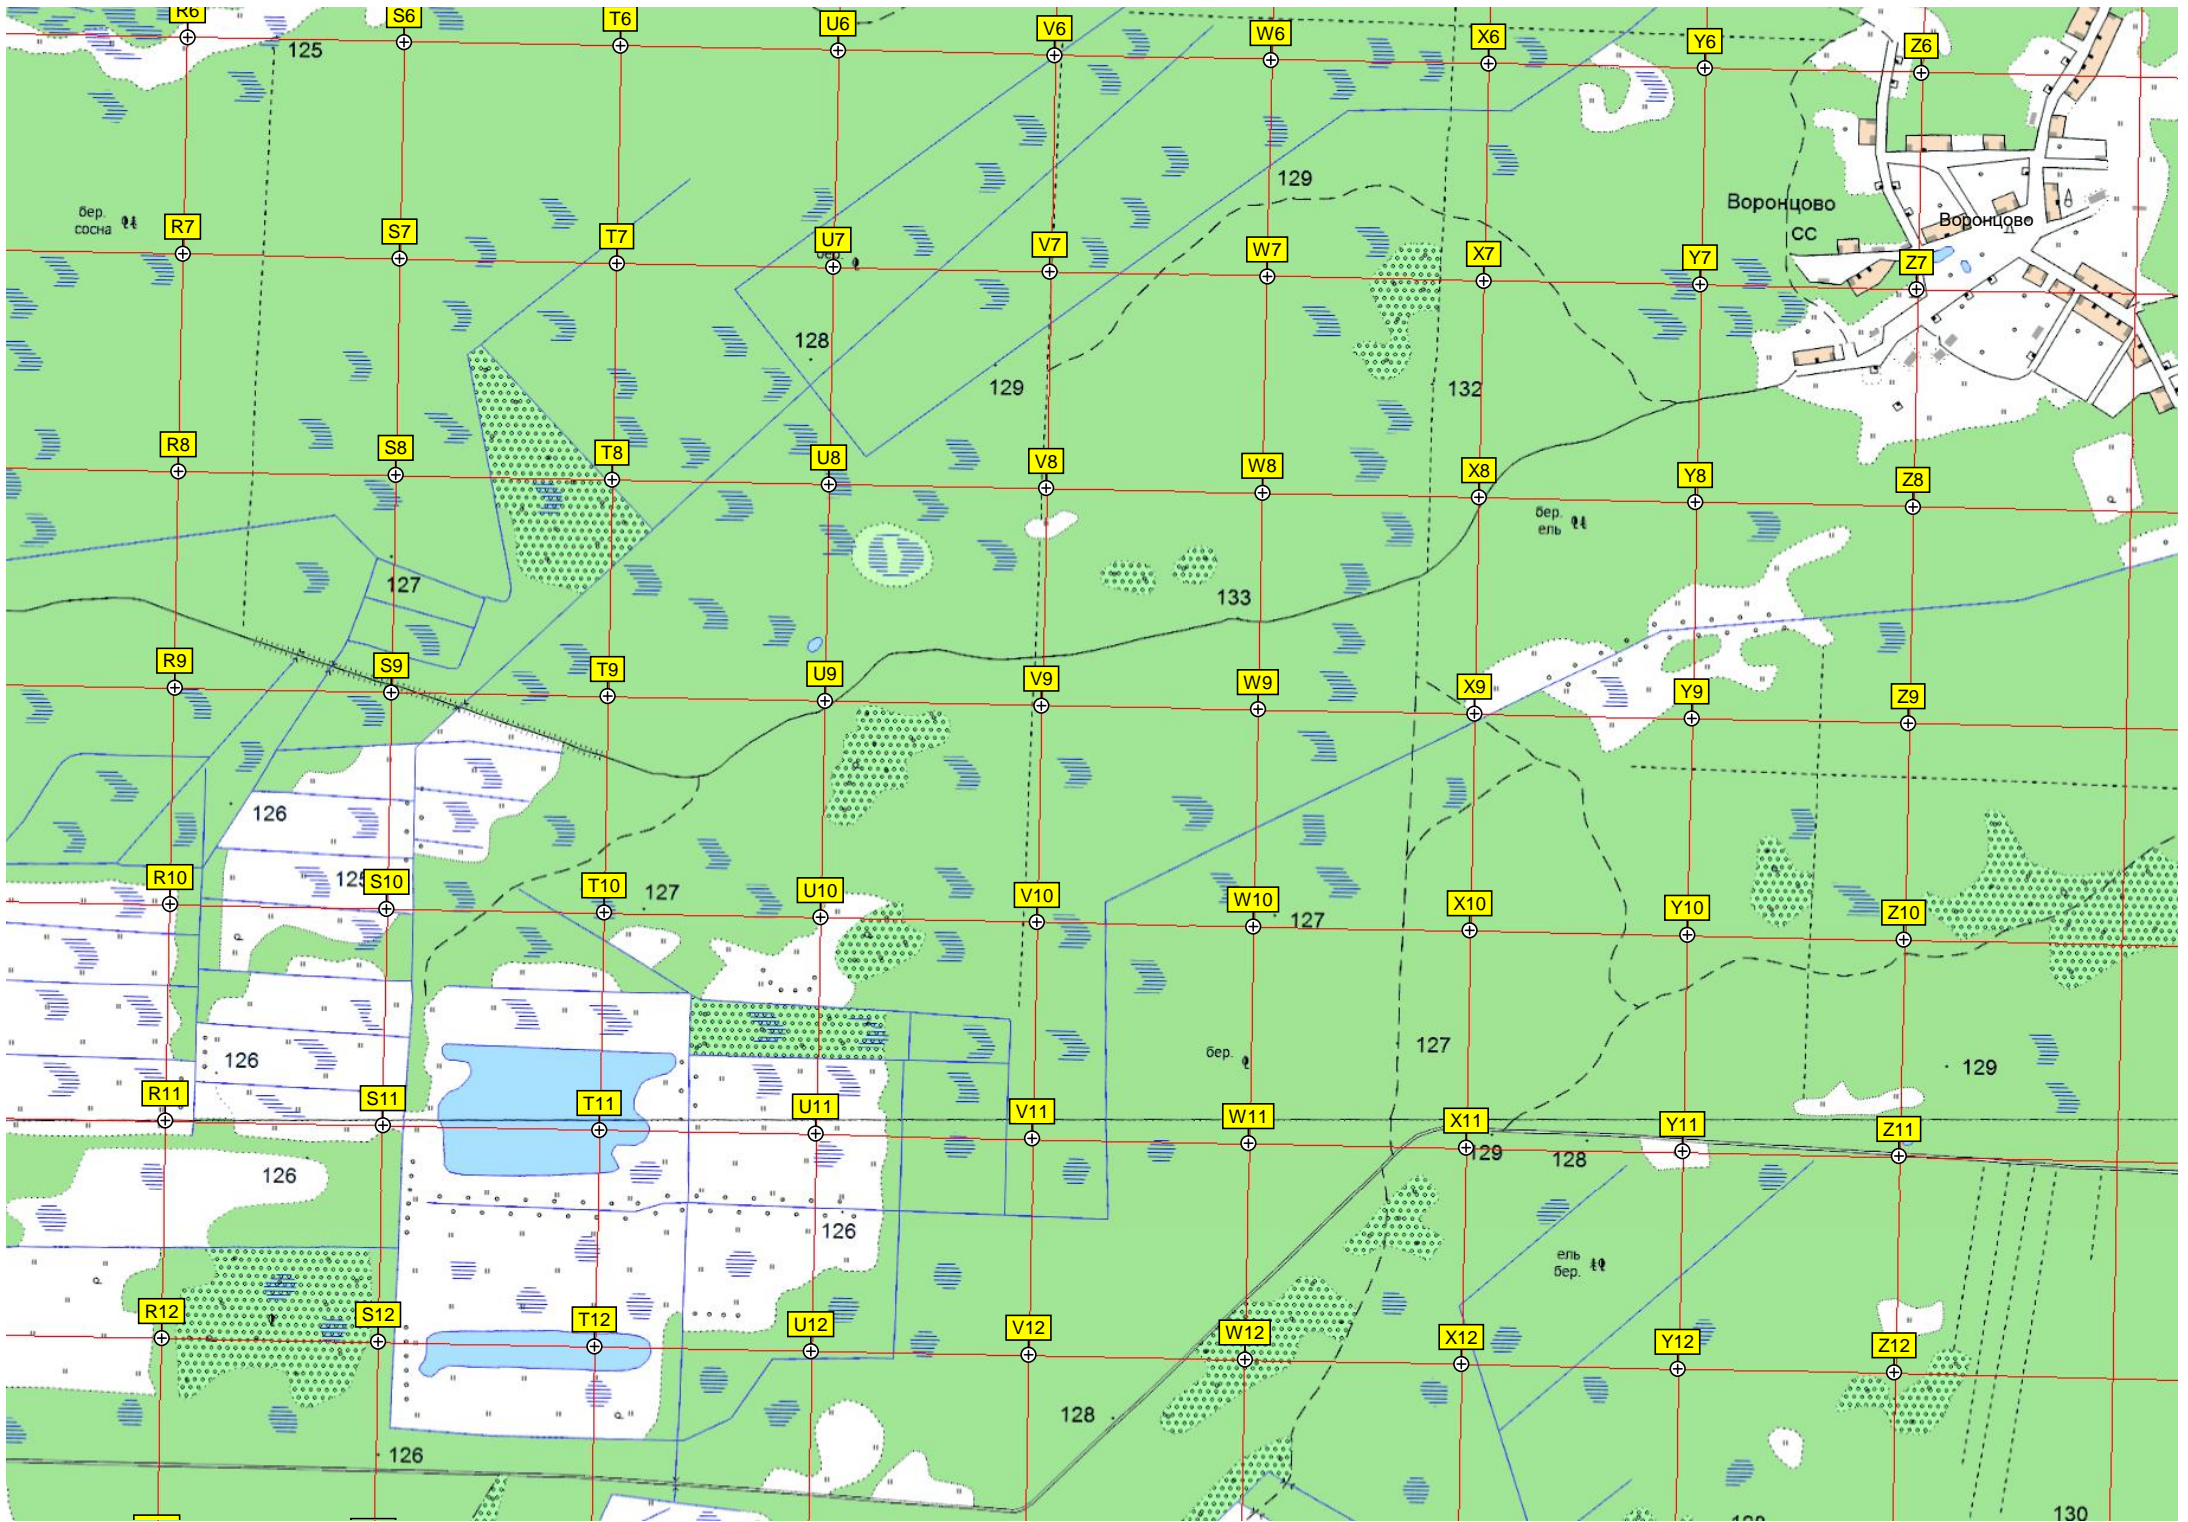 R6
S6
T6
U6
V6
W6
X6
Y6
Z6
125
129
Воронцово
СС
Воронцово
бер.
сосна
R7
S7
T7
U7
V7
W7
X7
Y7
Z7
128
129
132
R8
S8
T8
U8
V8
W8
X8
Y8
Z8
бер.
ель
127
133
R9
S9
T9
U9
V9
W9
X9
Y9
Z9
126
125
R10
S10
T10
127
U10
V10
W10
127
X10
Y10
Z10
126
бер.
127
129
R11
S11
T11
U11
V11
W11
X11
Y11
Z11
129
128
126
126
ель
бер.
R12
S12
T12
U12
V12
W12
X12
Y12
Z12
128
126
130